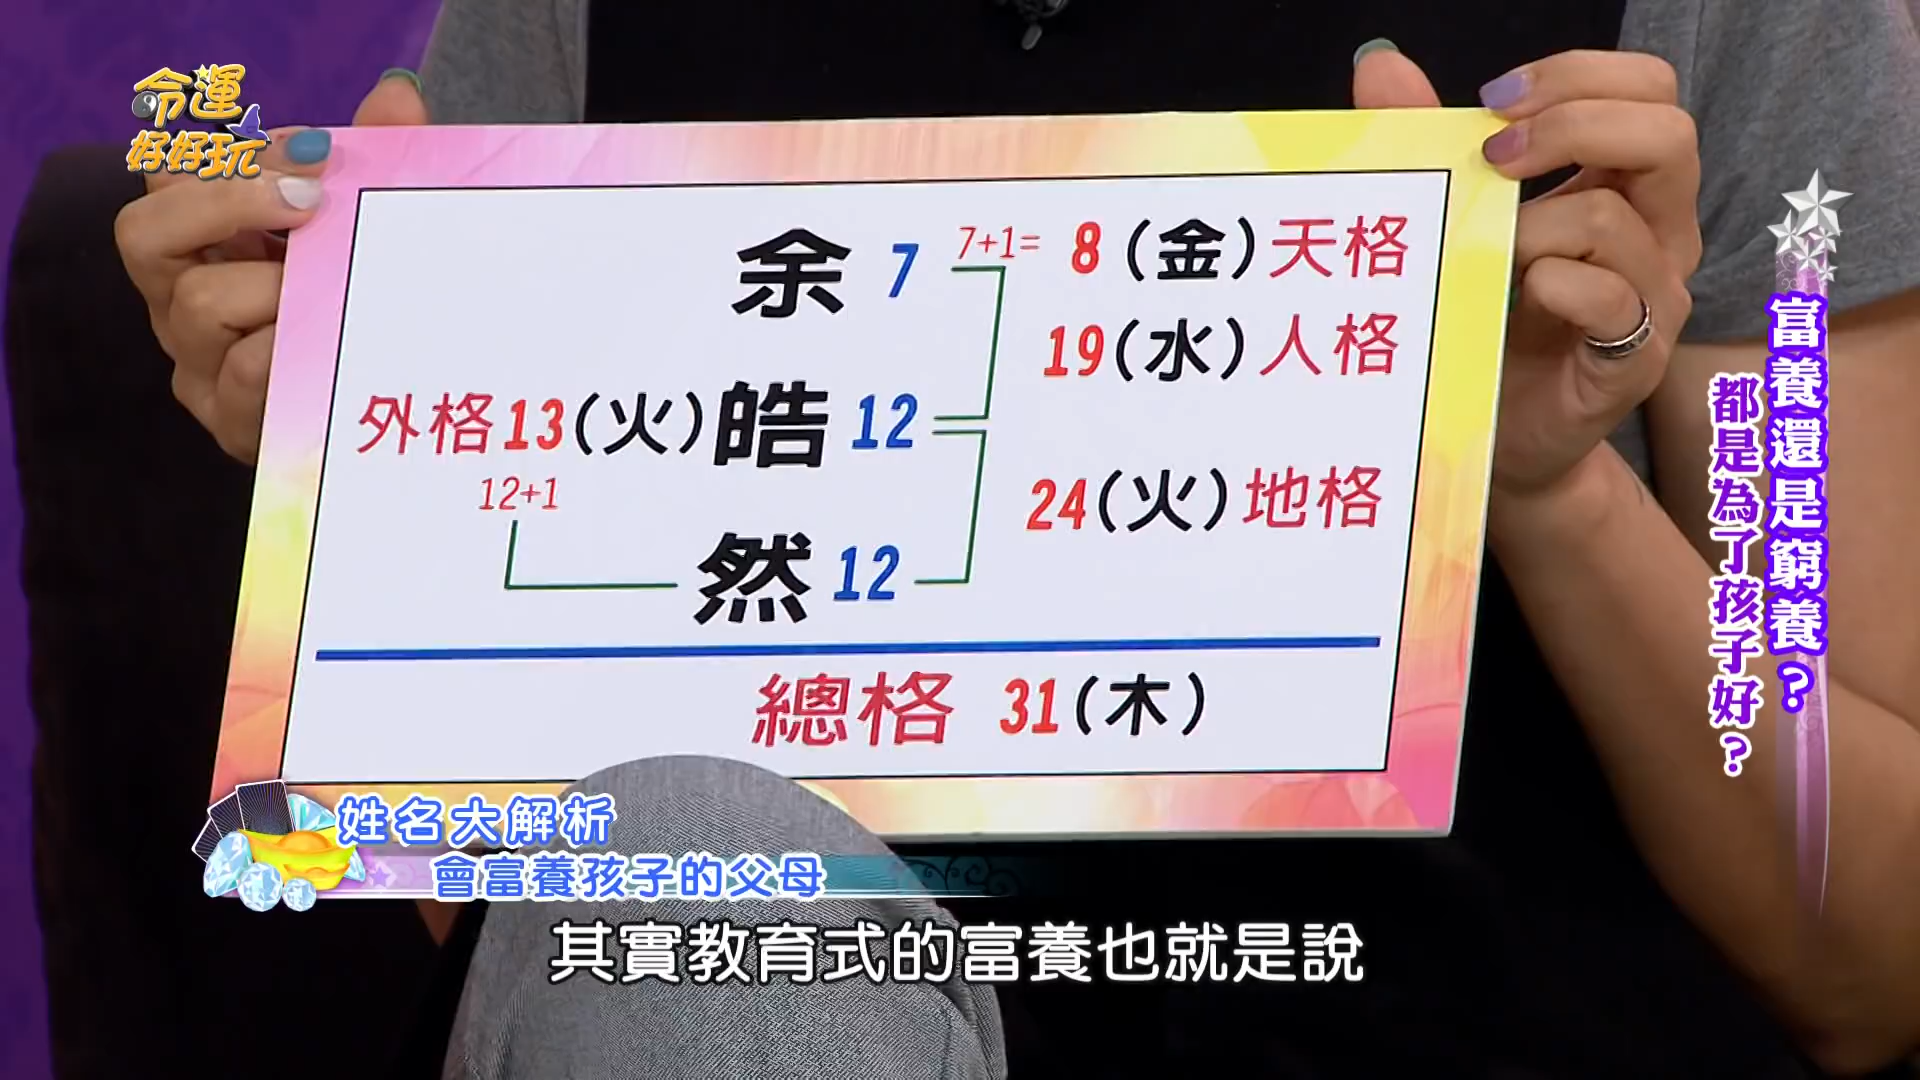 命運
好好玩
余 7 7+1= 8(金)天格
19(水)人格
外格13(火)皓 12
12+1
24(火)地格
然 12
總格 31(木)
富養還是窮養？
都是為了孩子好？
姓名大解析
會富養孩子的父母
其實教育式的富養也就是說